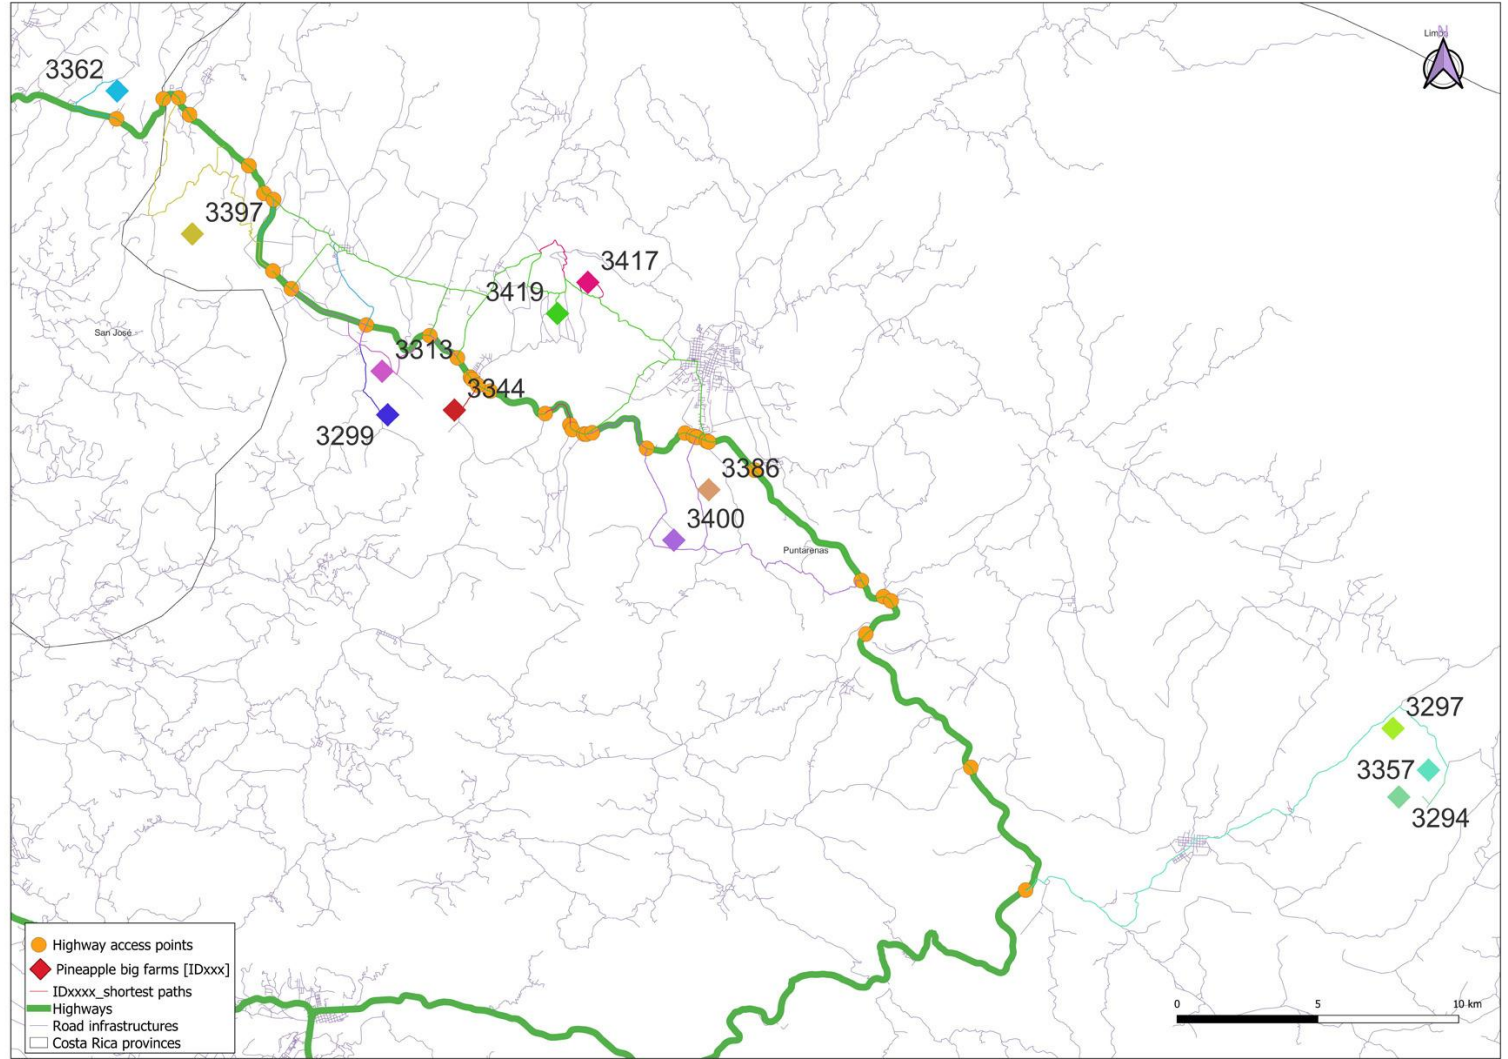 Limón
N
3362
3397
3417
3419
San José
3313
3344
3299
3386
3400
Puntarenas
3297
3357
3294
Highway access points
Pineapple big farms [IDxxx]
IDxxxx_shortest paths
Highways
Road infrastructures
Costa Rica provinces
0 5 10 km